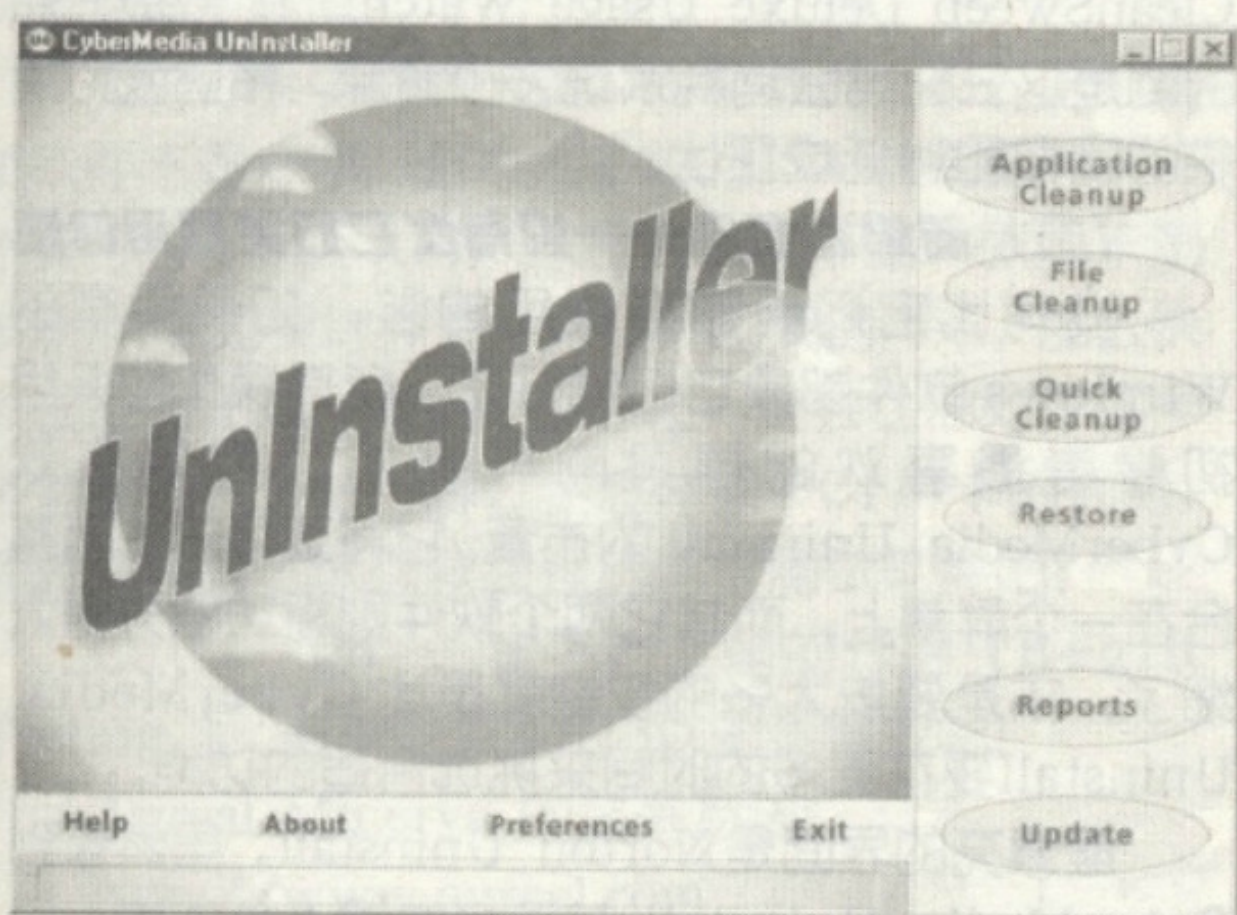 CyberMedia UnInstaller
UnInstaller
Application
Cleanup
File
Cleanup
Quick
Cleanup
Restore
Reports
Update
Help About Preferences Exit